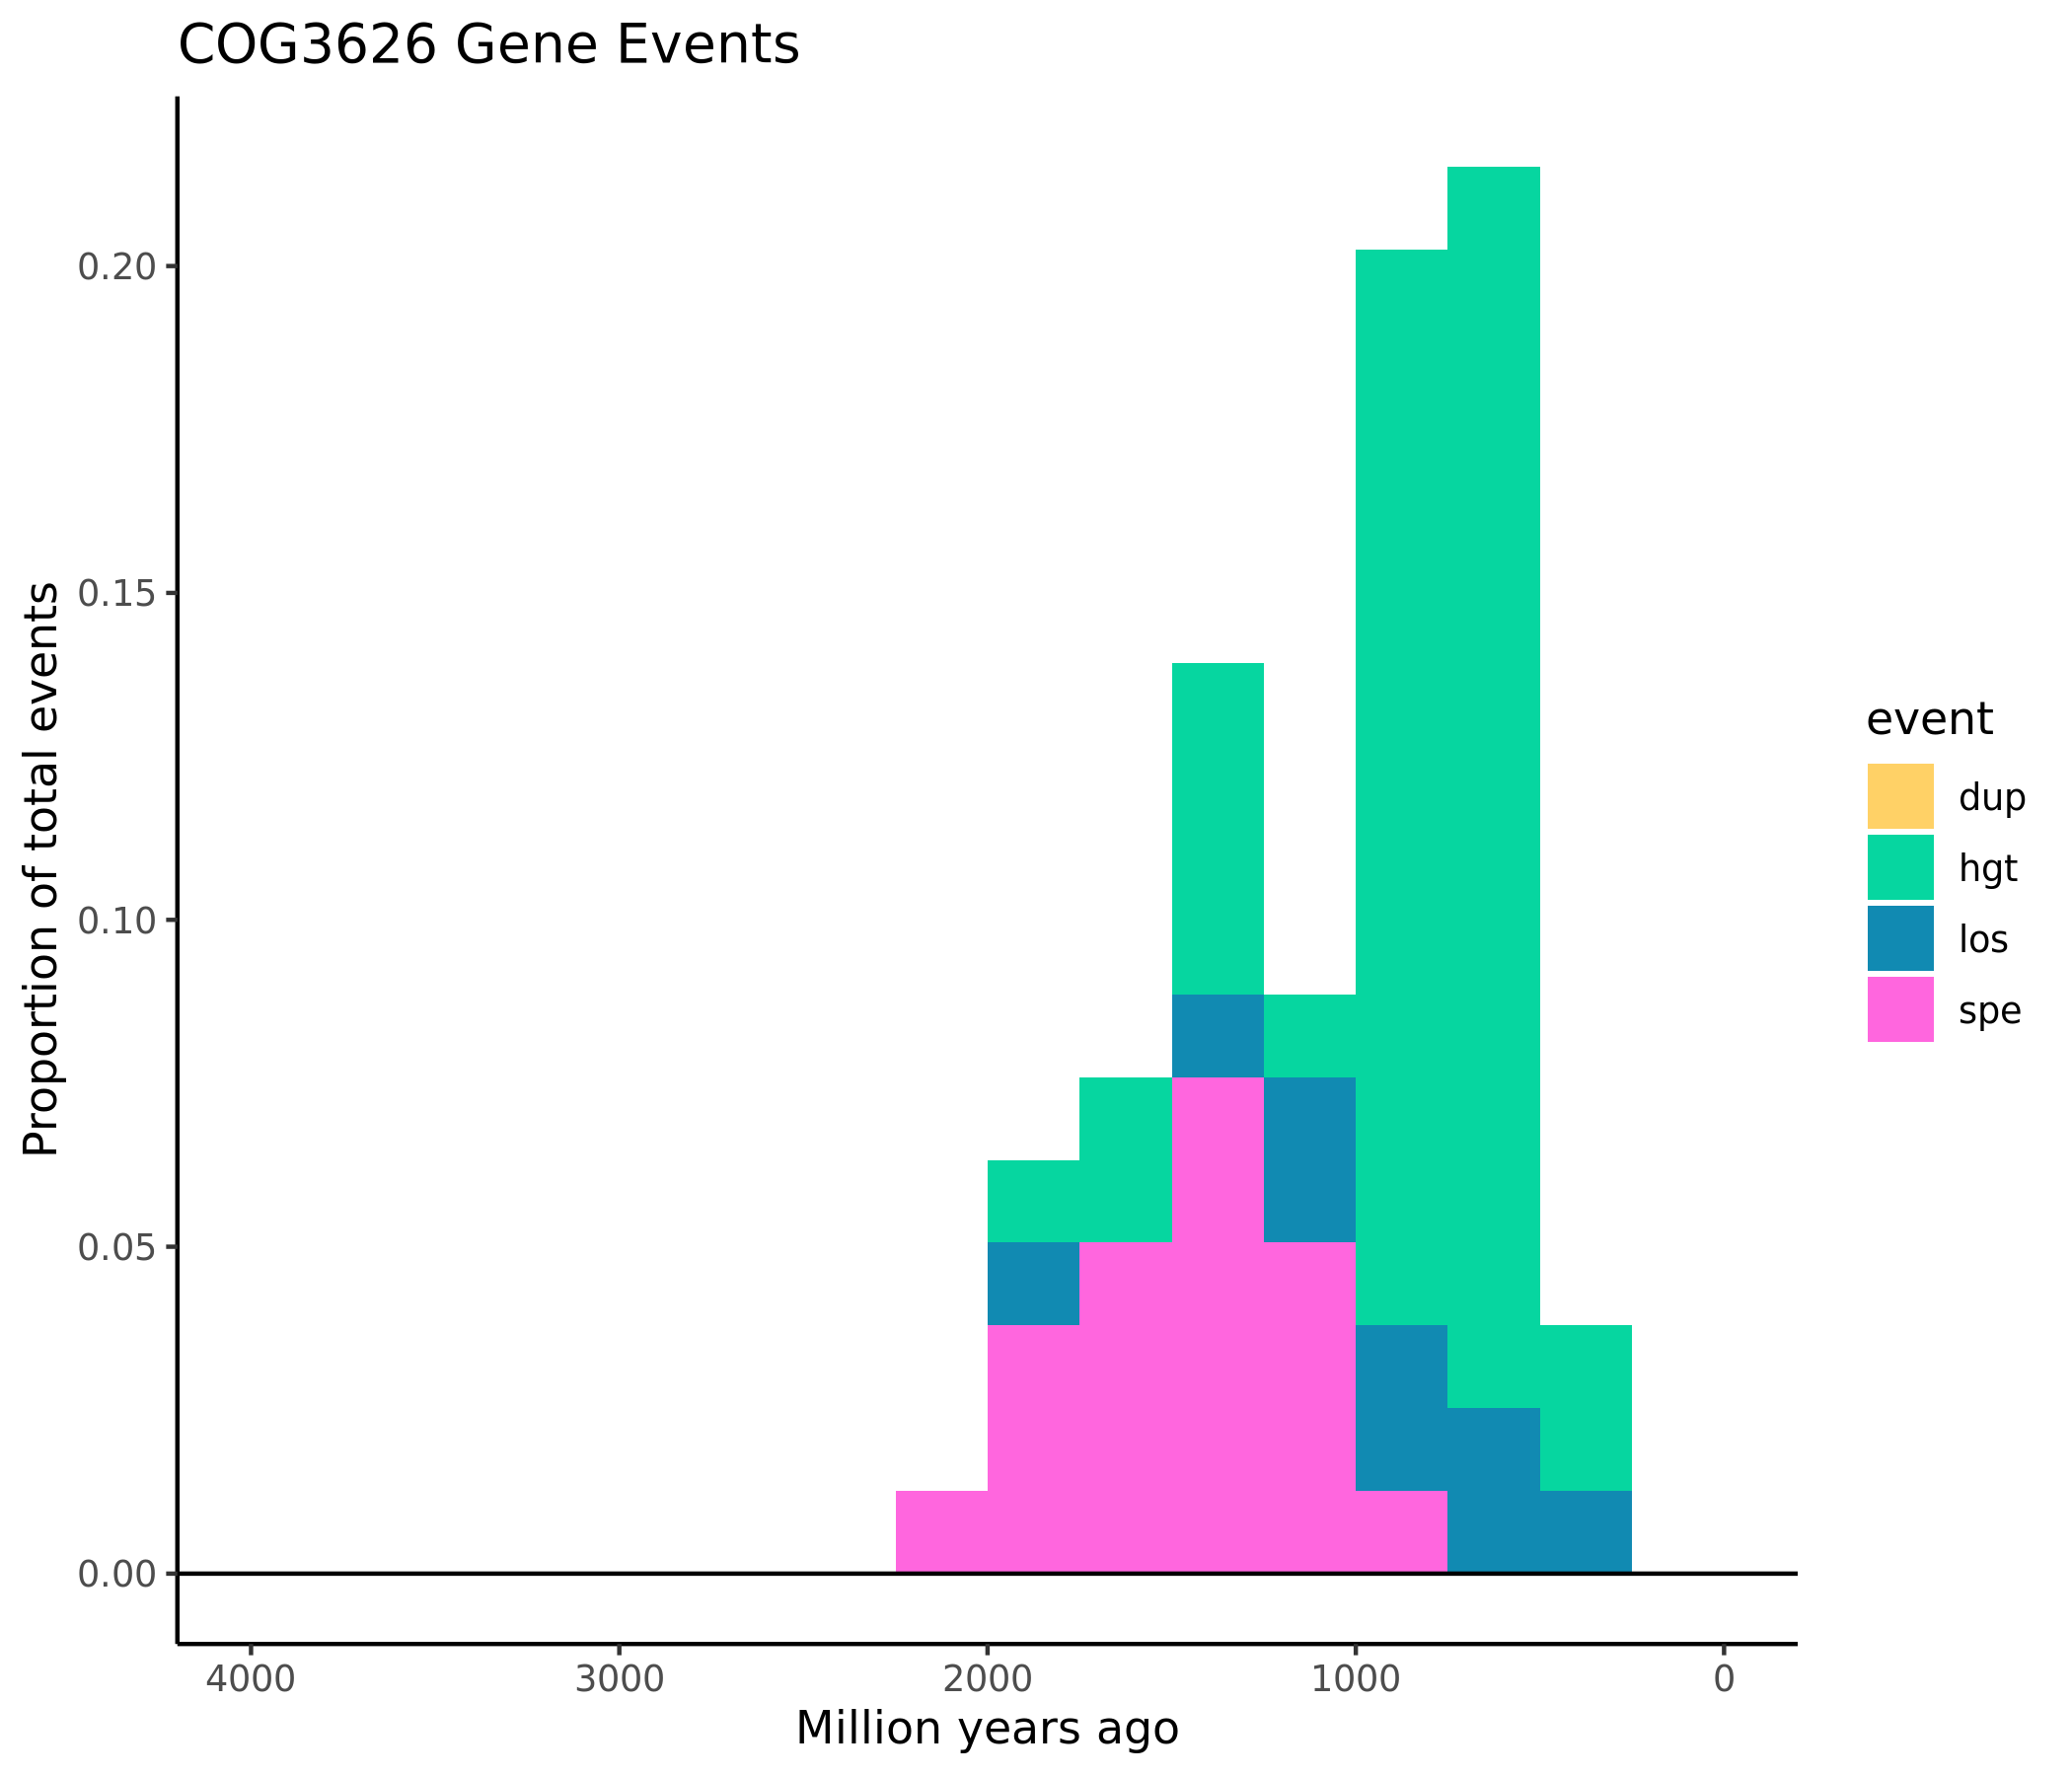 COG3626 Gene Events
Proportion of total events
0.20
0.15
0.10
0.05
0.00
4000 3000 2000 1000 0
Million years ago
event
dup
hgt
los
spe